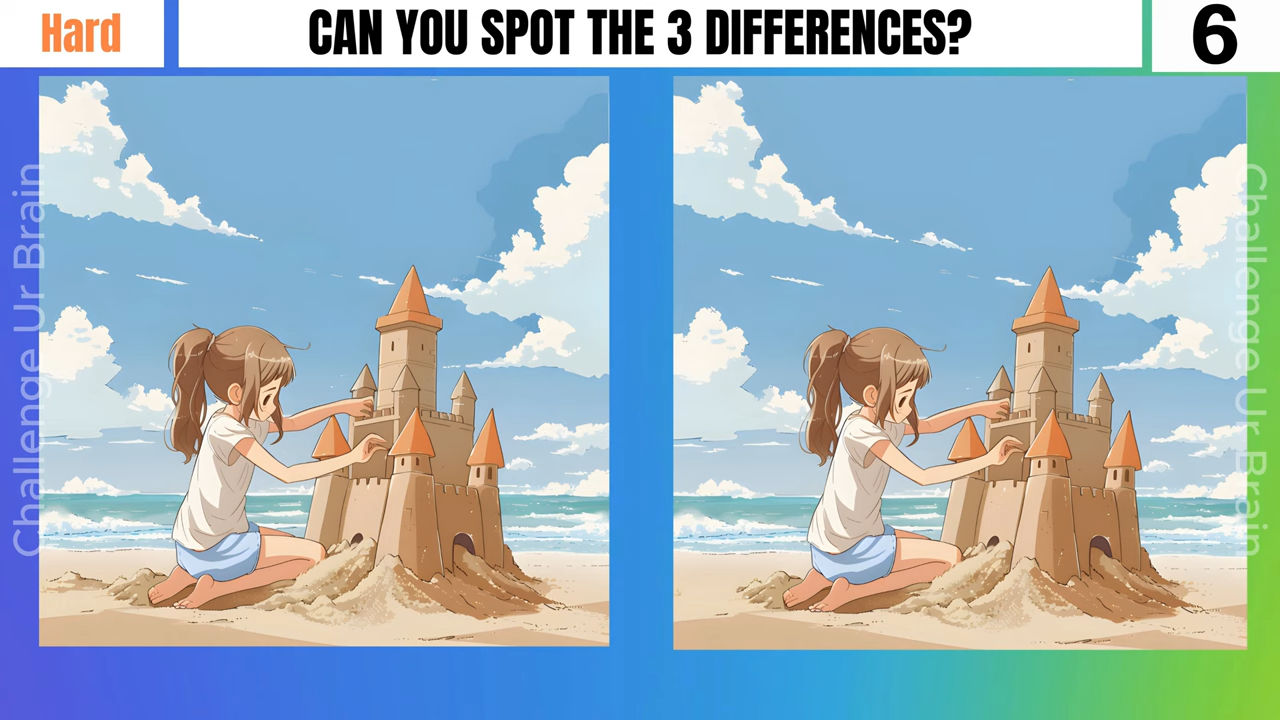 Hard
CAN YOU SPOT THE 3 DIFFERENCES?
6
Challenge Ur Brain
Challenge Ur Brain